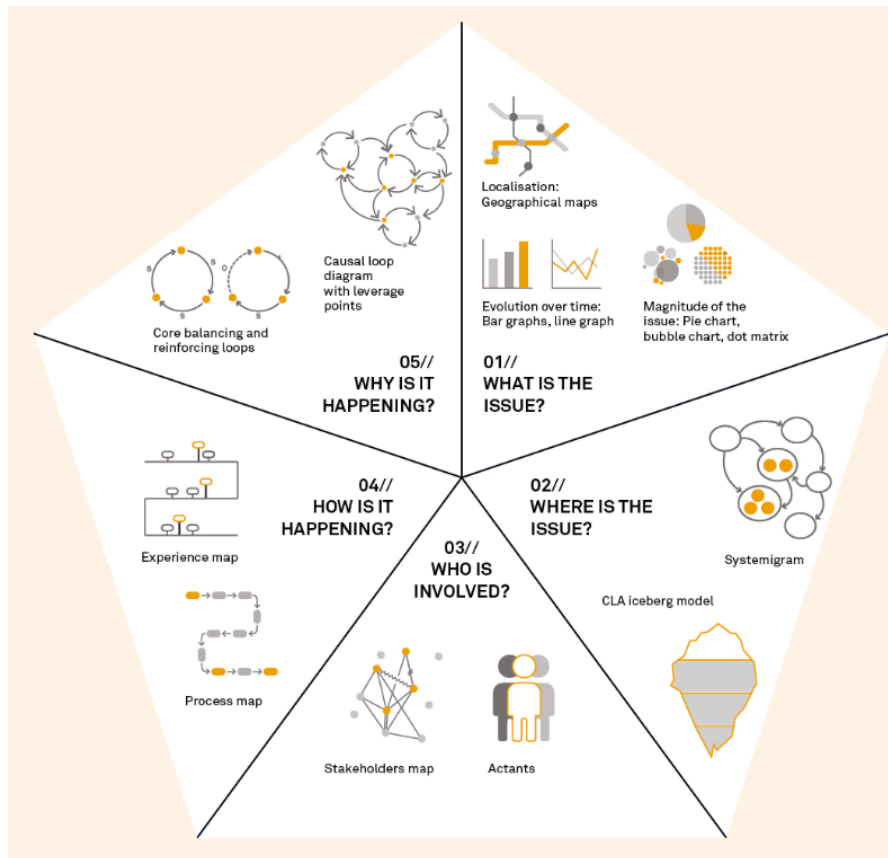 Localisation:
Geographical maps
Evolution over time:
Bar graphs, line graph
Magnitude of the
issue: Pie chart,
bubble chart, dot matrix
01//
WHAT IS THE
ISSUE?
02//
WHERE IS THE
ISSUE?
Systemigram
CLA iceberg model
03//
WHO IS
INVOLVED?
Stakeholders map
Actants
04//
HOW IS IT
HAPPENING?
Experience map
Process map
05//
WHY IS IT
HAPPENING?
Causal loop
diagram
with leverage
points
S
S
S
O
S
Core balancing and
reinforcing loops